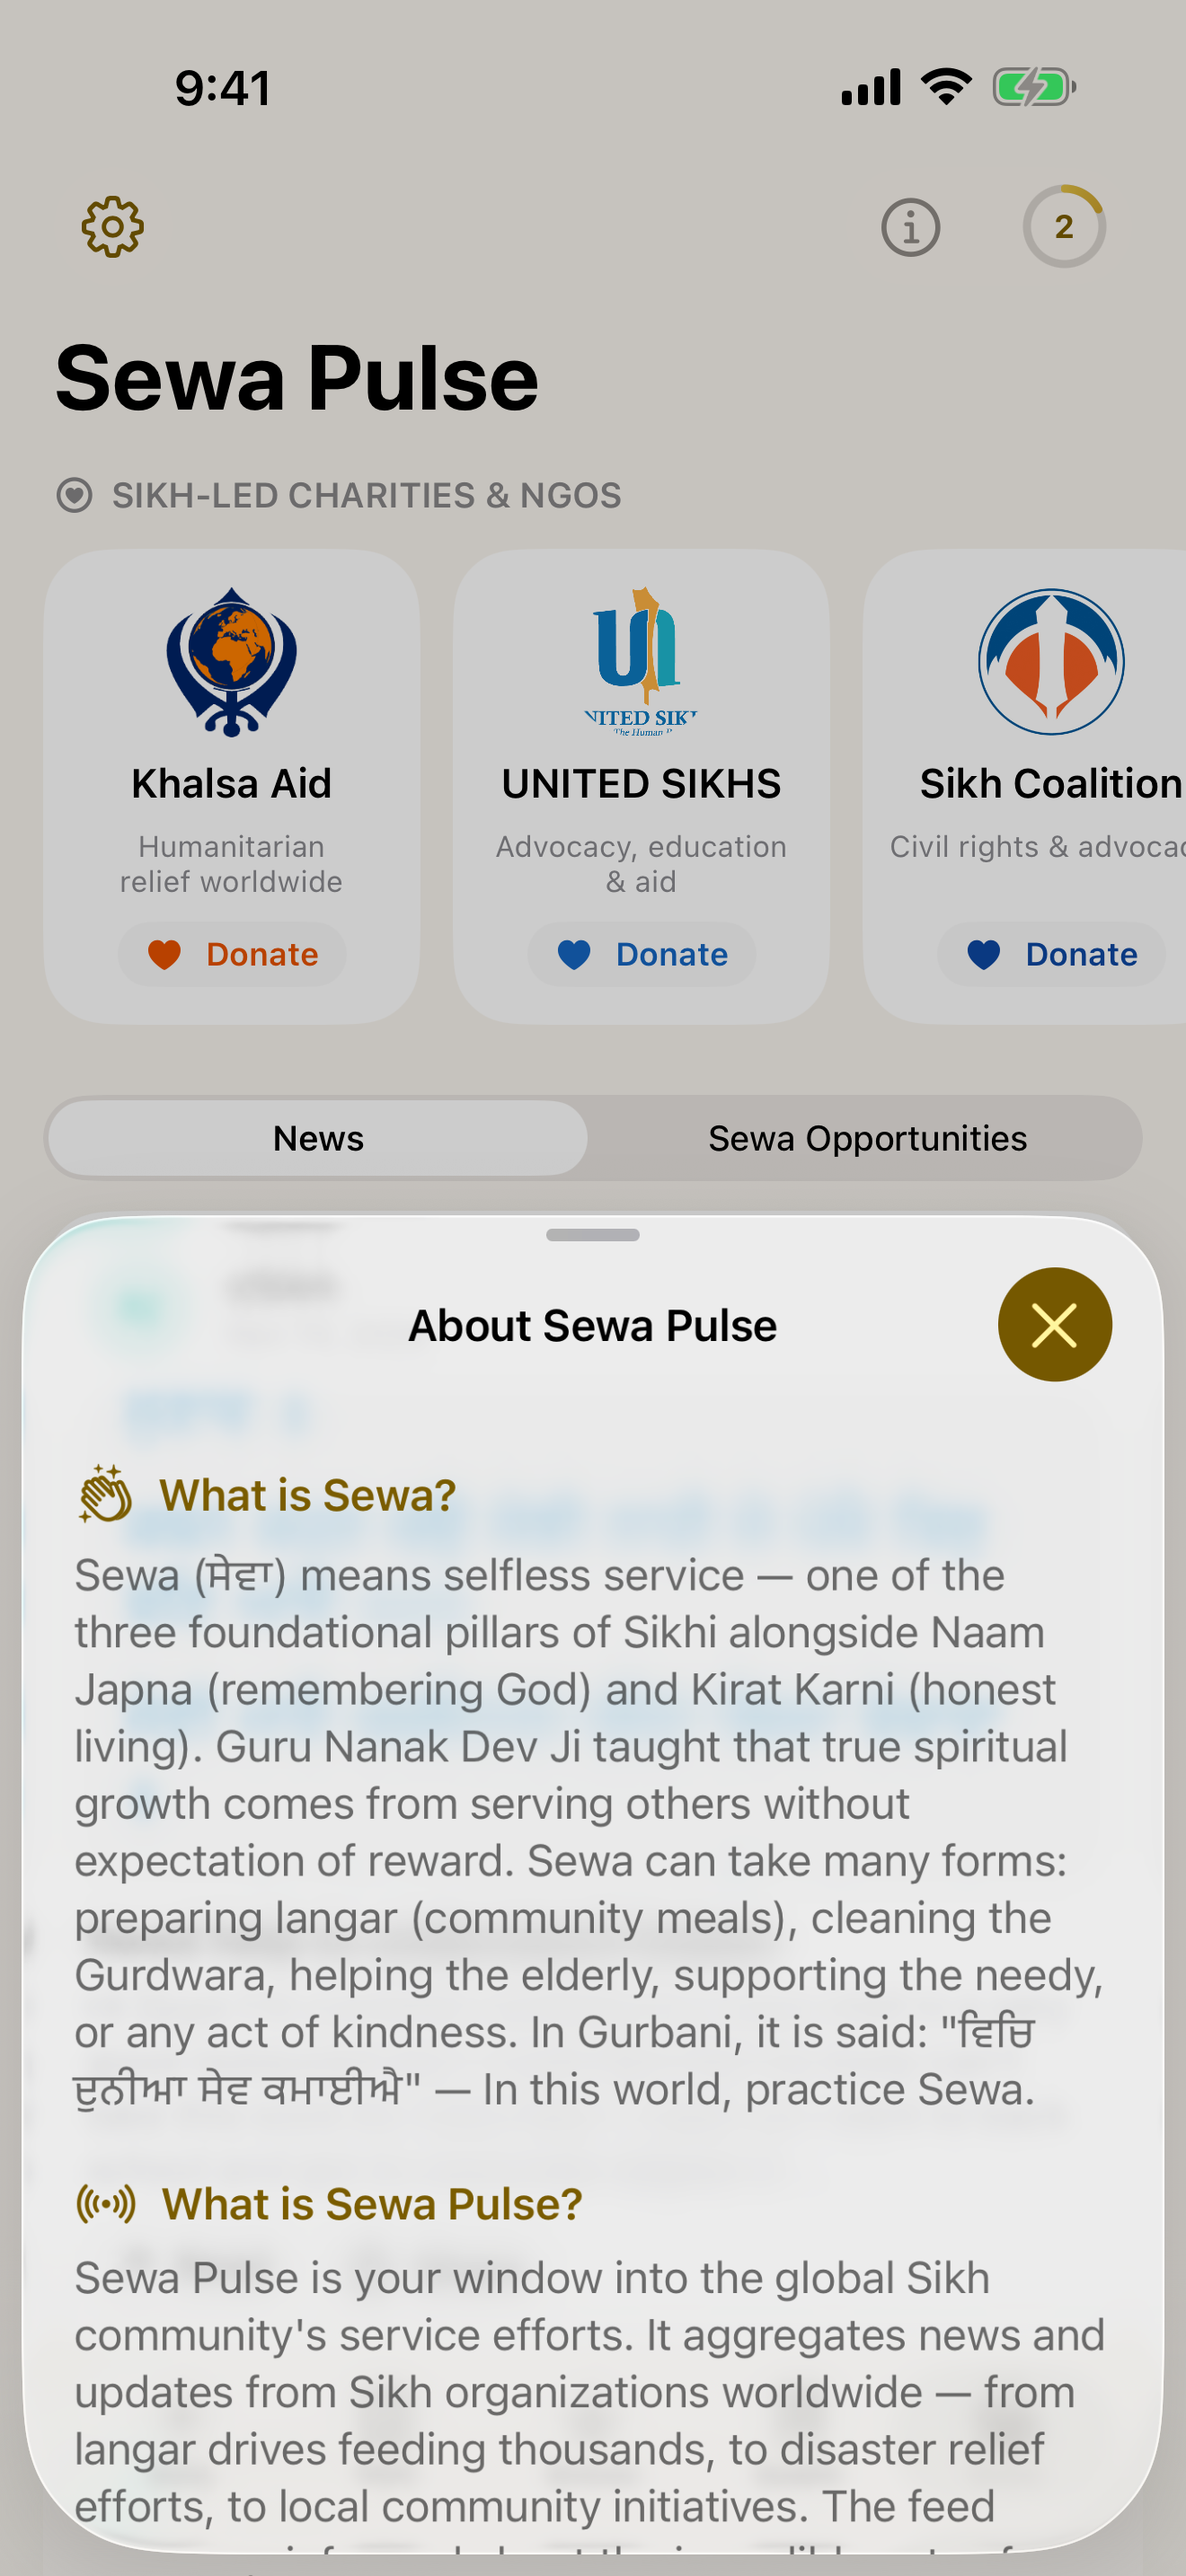 9:41
2
Sewa Pulse
SIKH-LED CHARITIES & NGOS
NITED SIK
The Human
Khalsa Aid
UNITED SIKHS
Sikh Coalition
Humanitarian
relief worldwide
Advocacy, education
& aid
Civil rights & advocac
Donate
Donate
Donate
News
Sewa Opportunities
About Sewa Pulse
What is Sewa?
Sewa (ਸੇਵਾ) means selfless service — one of the
three foundational pillars of Sikhi alongside Naam
Japna (remembering God) and Kirat Karni (honest
living). Guru Nanak Dev Ji taught that true spiritual
growth comes from serving others without
expectation of reward. Sewa can take many forms:
preparing langar (community meals), cleaning the
Gurdwara, helping the elderly, supporting the needy,
or any act of kindness. In Gurbani, it is said: "ਵਿਚਿ
ਦੁਨੀਆ ਸੇਵ ਕਮਾਈਐ" — In this world, practice Sewa.
What is Sewa Pulse?
Sewa Pulse is your window into the global Sikh
community's service efforts. It aggregates news and
updates from Sikh organizations worldwide — from
langar drives feeding thousands, to disaster relief
efforts, to local community initiatives. The feed